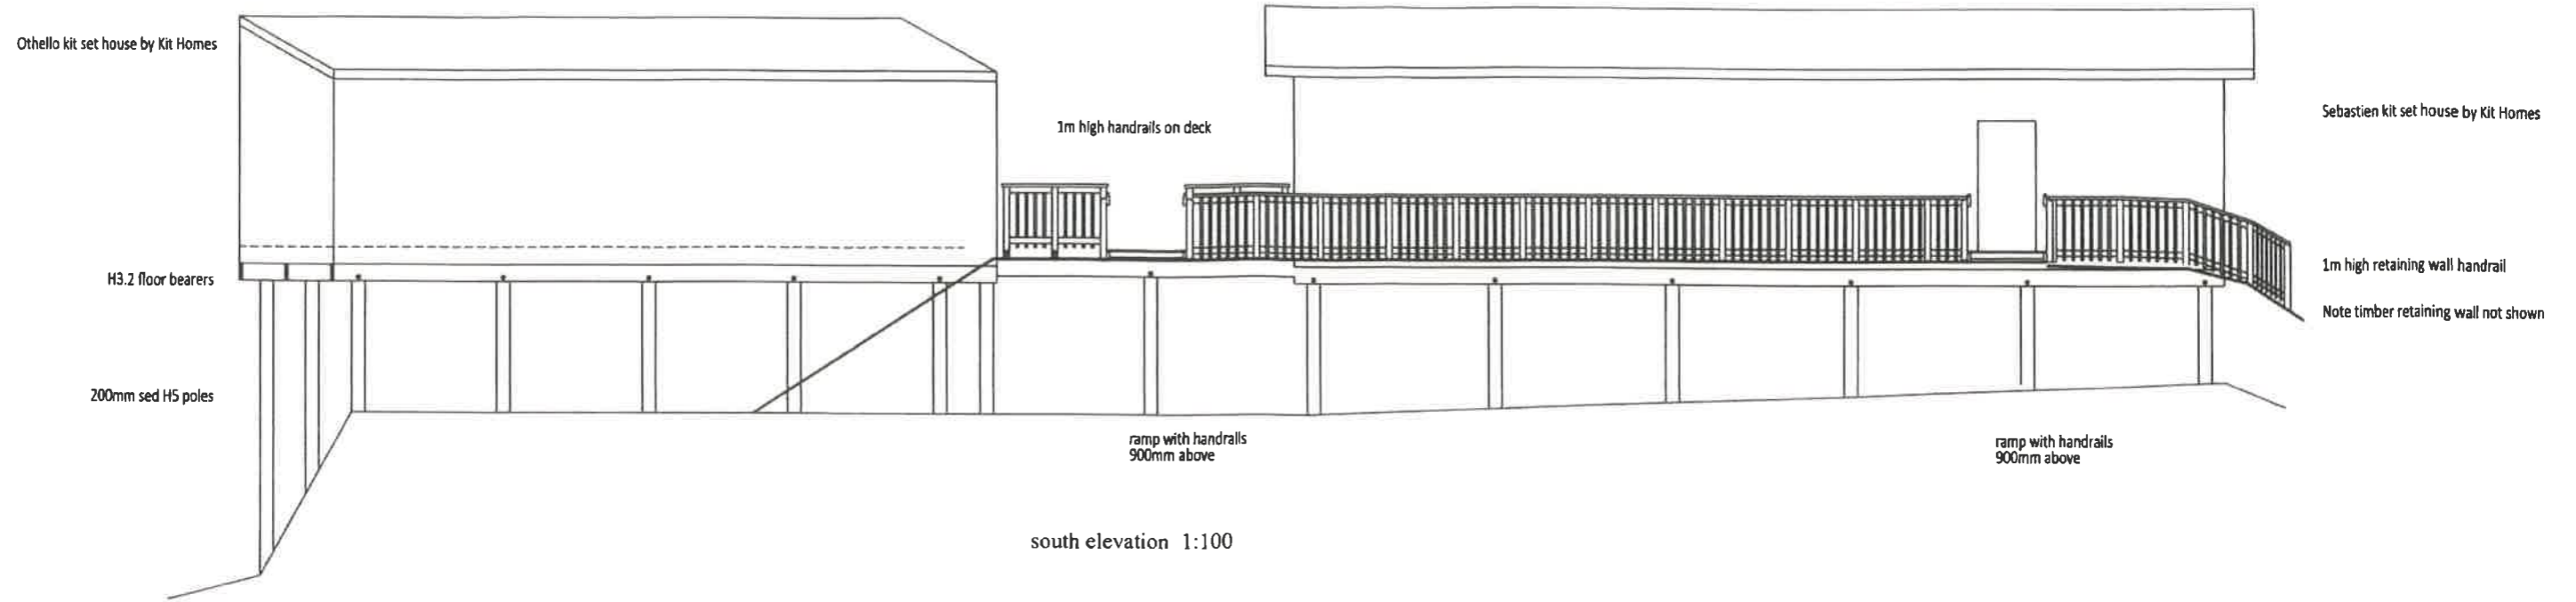 Othello kit set house by Kit Homes
1m high handrails on deck
Sebastien kit set house by Kit Homes
H3.2 floor bearers
1m high retaining wall handrail
Note timber retaining wall not shown
200mm sed H5 poles
ramp with handrails
900mm above
ramp with handrails
900mm above
south elevation 1:100